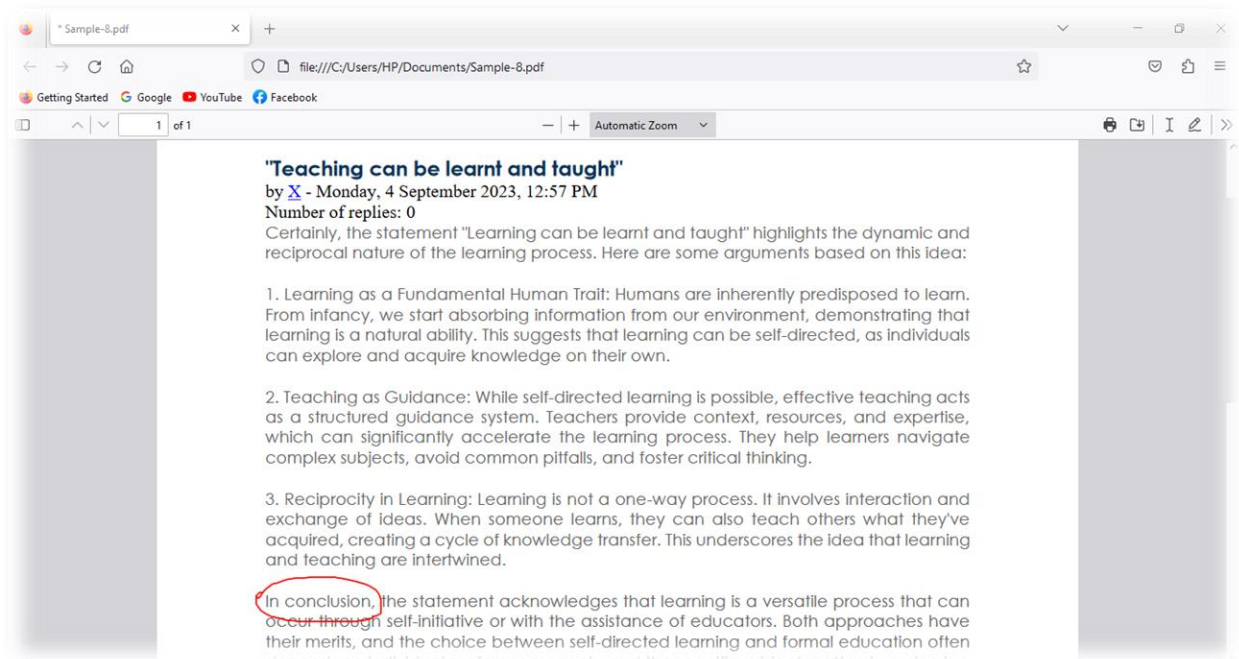 * Sample-8.pdf
file:///C:/Users/HP/Documents/Sample-8.pdf
Getting Started Google YouTube Facebook
1 of 1 Automatic Zoom
"Teaching can be learnt and taught"
by X - Monday, 4 September 2023, 12:57 PM
Number of replies: 0
Certainly, the statement "Learning can be learnt and taught" highlights the dynamic and
reciprocal nature of the learning process. Here are some arguments based on this idea:
1. Learning as a Fundamental Human Trait: Humans are inherently predisposed to learn.
From infancy, we start absorbing information from our environment, demonstrating that
learning is a natural ability. This suggests that learning can be self-directed, as individuals
can explore and acquire knowledge on their own.
2. Teaching as Guidance: While self-directed learning is possible, effective teaching acts
as a structured guidance system. Teachers provide context, resources, and expertise,
which can significantly accelerate the learning process. They help learners navigate
complex subjects, avoid common pitfalls, and foster critical thinking.
3. Reciprocity in Learning: Learning is not a one-way process. It involves interaction and
exchange of ideas. When someone learns, they can also teach others what they've
acquired, creating a cycle of knowledge transfer. This underscores the idea that learning
and teaching are intertwined.
In conclusion, the statement acknowledges that learning is a versatile process that can
occur through self-initiative or with the assistance of educators. Both approaches have
their merits, and the choice between self-directed learning and formal education often